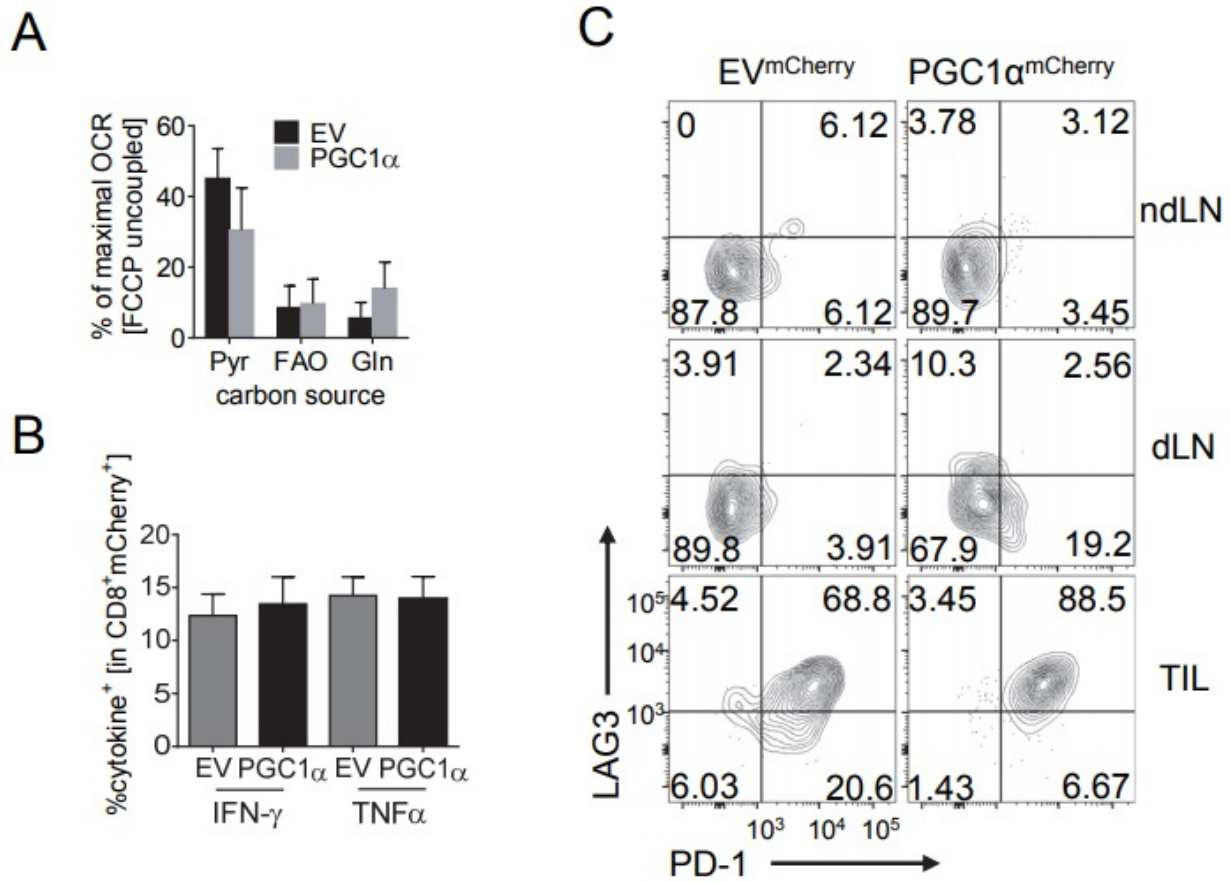 A
% of maximal OCR
[FCCP uncoupled]
60
40
20
0
EV
PGC1α
Pyr FAO Gln
carbon source
B
%cytokine⁺ [in CD8⁺mCherry⁺]
20
15
10
5
0
EV PGC1α EV PGC1α
IFN-γ TNFα
C
EVmCherry PGC1αmCherry
0 6.12 3.78 3.12
ndLN
87.8 6.12 89.7 3.45
3.91 2.34 10.3 2.56
dLN
89.8 3.91 67.9 19.2
10⁵ 4.52 68.8 3.45 88.5
10⁴
TIL
10³
6.03 20.6 1.43 6.67
LAG3
10³ 10⁴ 10⁵
PD-1